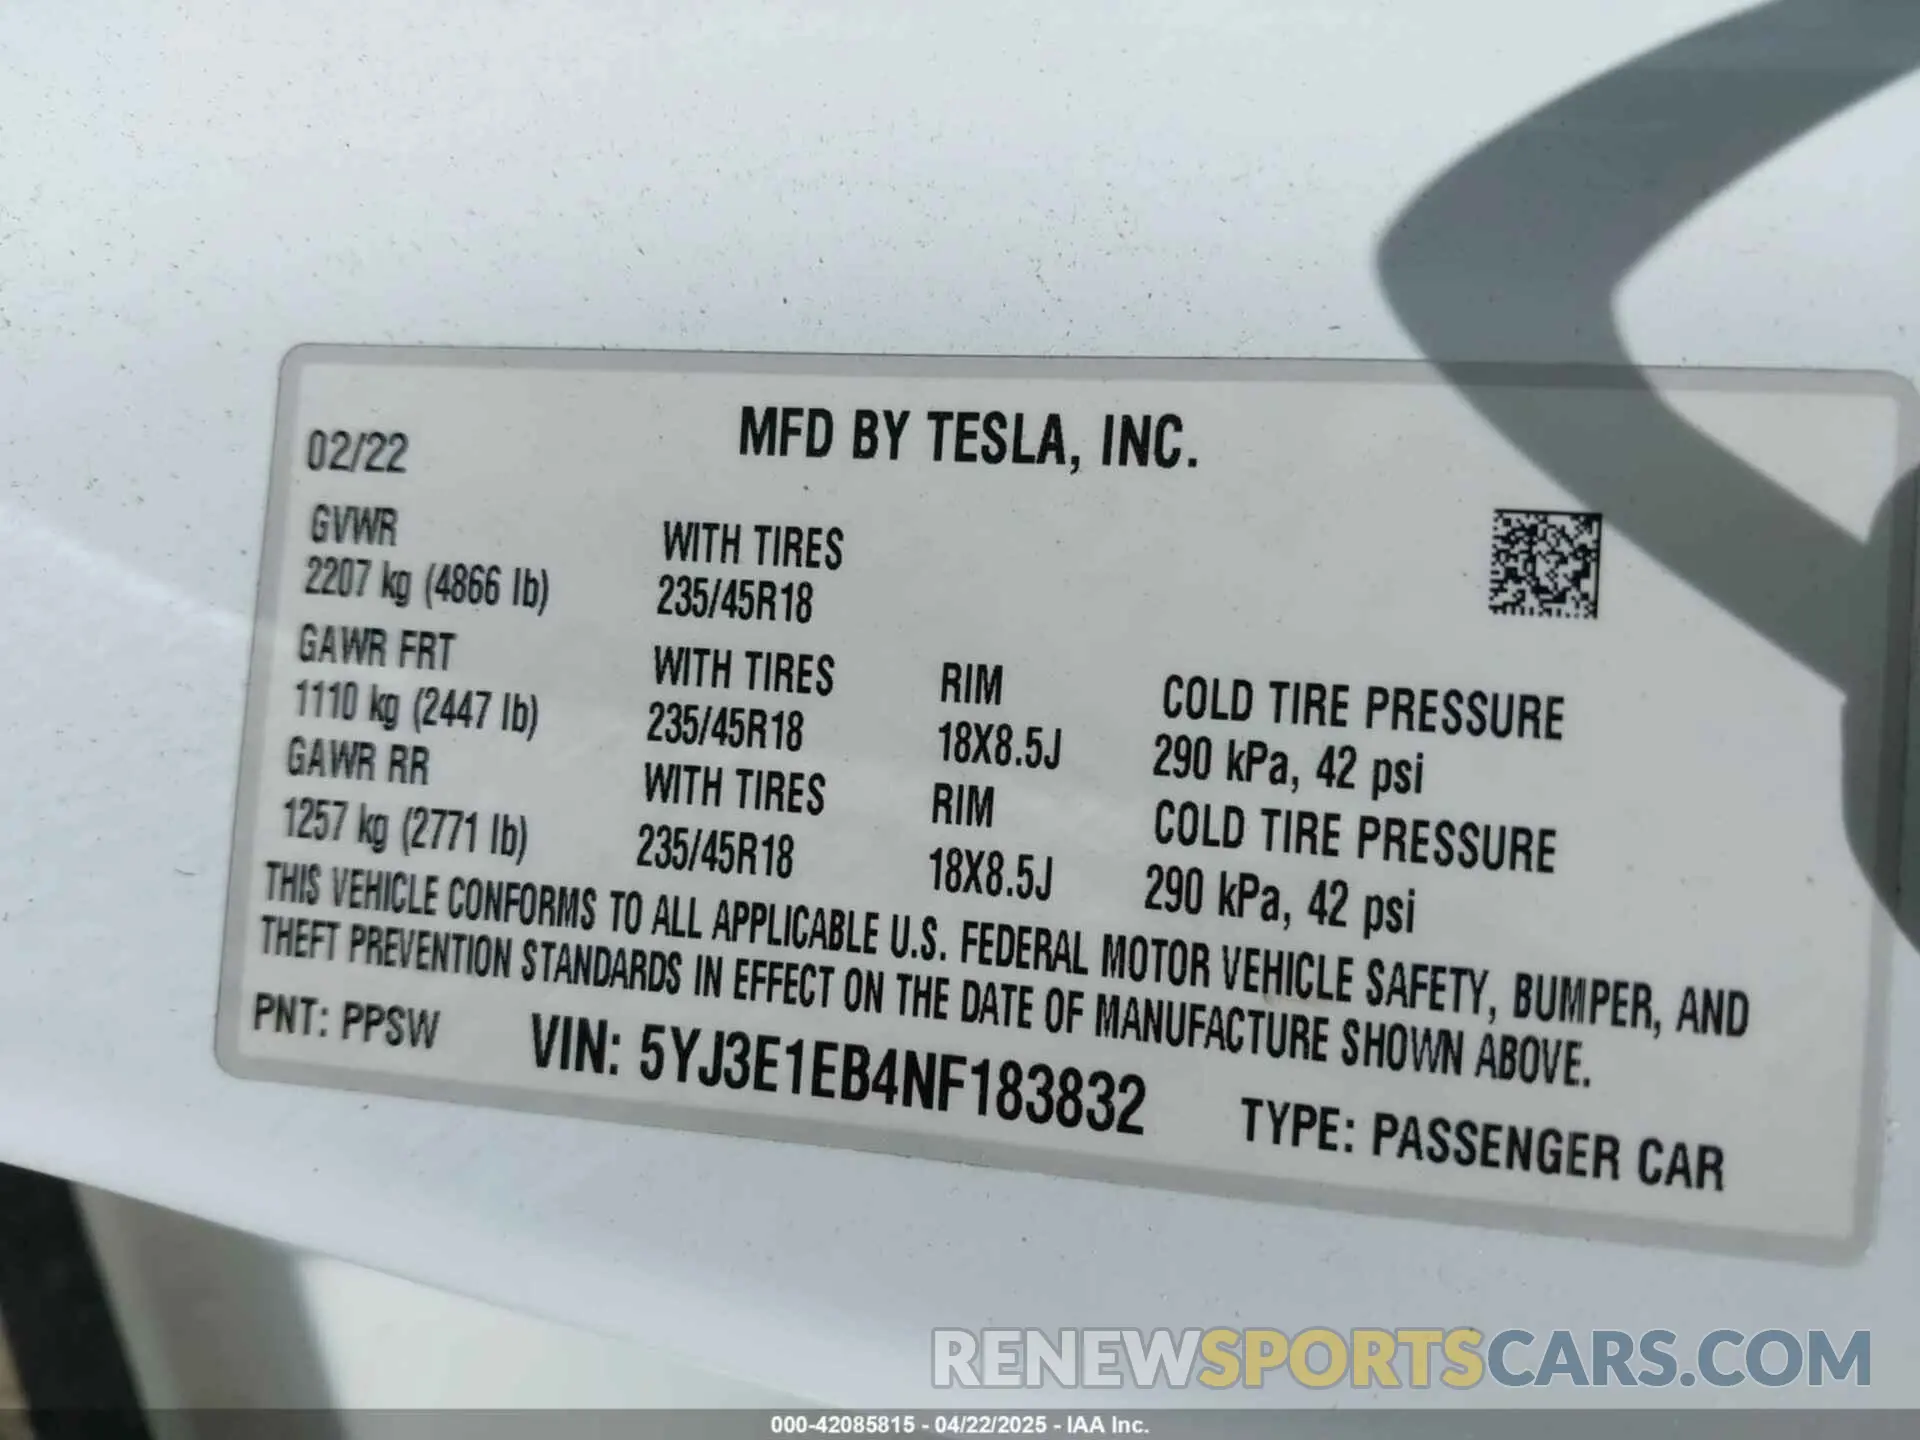 MFD BY TESLA, INC.
02/22
GVWR WITH TIRES
2207 kg (4866 lb) 235/45R18
GAWR FRT WITH TIRES RIM COLD TIRE PRESSURE
1110 kg (2447 lb) 235/45R18 18X8.5J 290 kPa, 42 psi
GAWR RR WITH TIRES RIM COLD TIRE PRESSURE
1257 kg (2771 lb) 235/45R18 18X8.5J 290 kPa, 42 psi
THIS VEHICLE CONFORMS TO ALL APPLICABLE U.S. FEDERAL MOTOR VEHICLE SAFETY, BUMPER, AND
THEFT PREVENTION STANDARDS IN EFFECT ON THE DATE OF MANUFACTURE SHOWN ABOVE.
PNT: PPSW VIN: 5YJ3E1EB4NF183832 TYPE: PASSENGER CAR
RENEWSPORTSCARS.COM
000-42085815 - 04/22/2025 - IAA Inc.